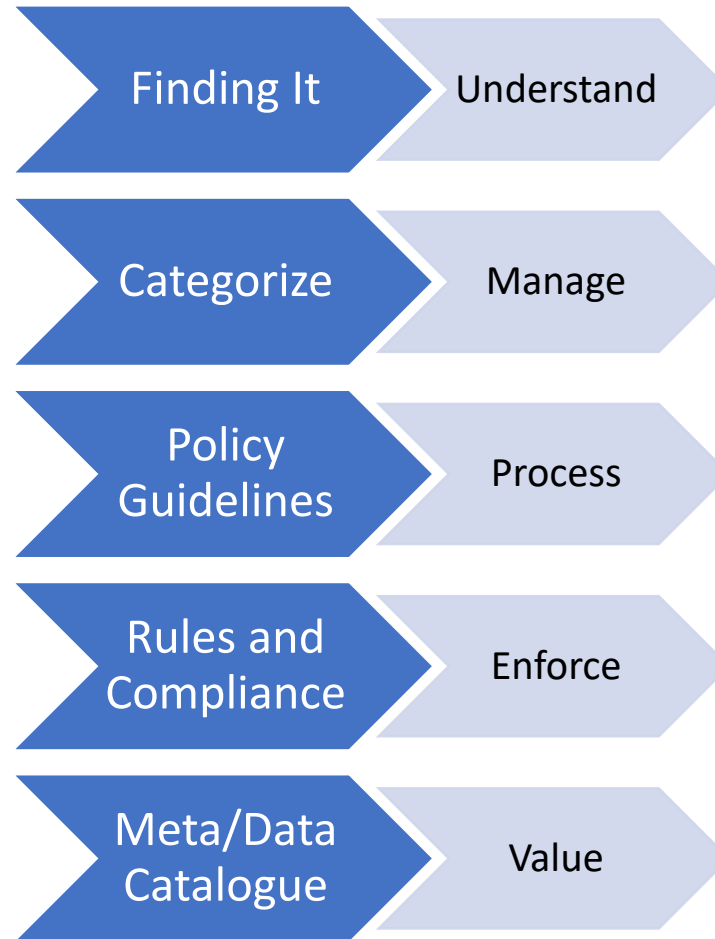 Finding It
Understand
Categorize
Manage
Policy
Guidelines
Process
Rules and
Compliance
Enforce
Meta/Data
Catalogue
Value